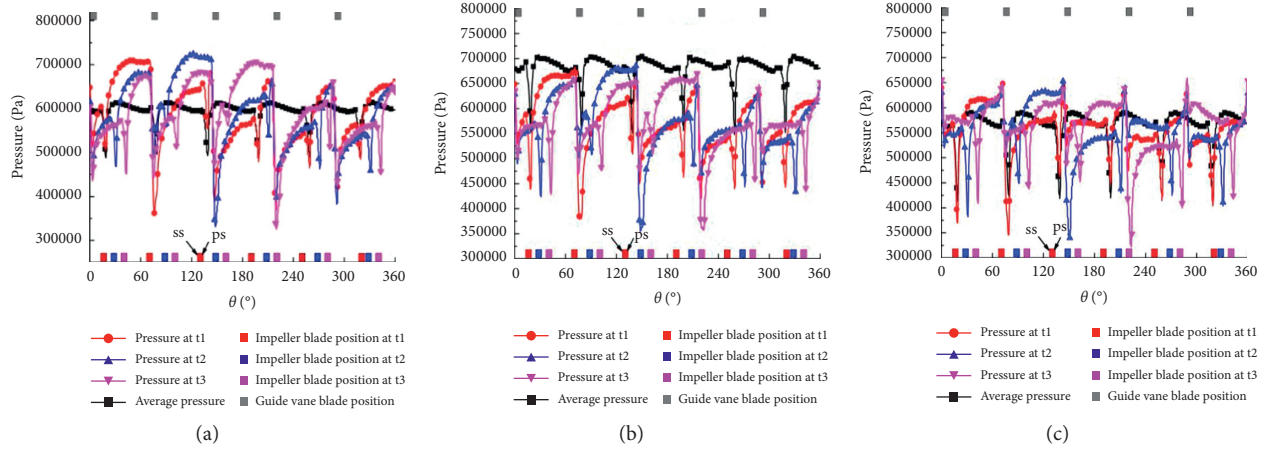 800000
700000
600000
500000
400000
300000
Pressure (Pa)
ss
ps
0 60 120 180 240 300 360
θ (°)
Pressure at t1
Pressure at t2
Pressure at t3
Average pressure
Impeller blade position at t1
Impeller blade position at t2
Impeller blade position at t3
Guide vane blade position
(a)
800000
750000
700000
650000
600000
550000
500000
450000
400000
350000
300000
Pressure (Pa)
ss
ps
0 60 120 180 240 300 360
θ (°)
Pressure at t1
Pressure at t2
Pressure at t3
Average pressure
Impeller blade position at t1
Impeller blade position at t2
Impeller blade position at t3
Guide vane blade position
(b)
800000
750000
700000
650000
600000
550000
500000
450000
400000
350000
300000
Pressure (Pa)
ss
ps
0 60 120 180 240 300 360
θ (°)
Pressure at t1
Pressure at t2
Pressure at t3
Average pressure
Impeller blade position at t1
Impeller blade position at t2
Impeller blade position at t3
Guide vane blade position
(c)